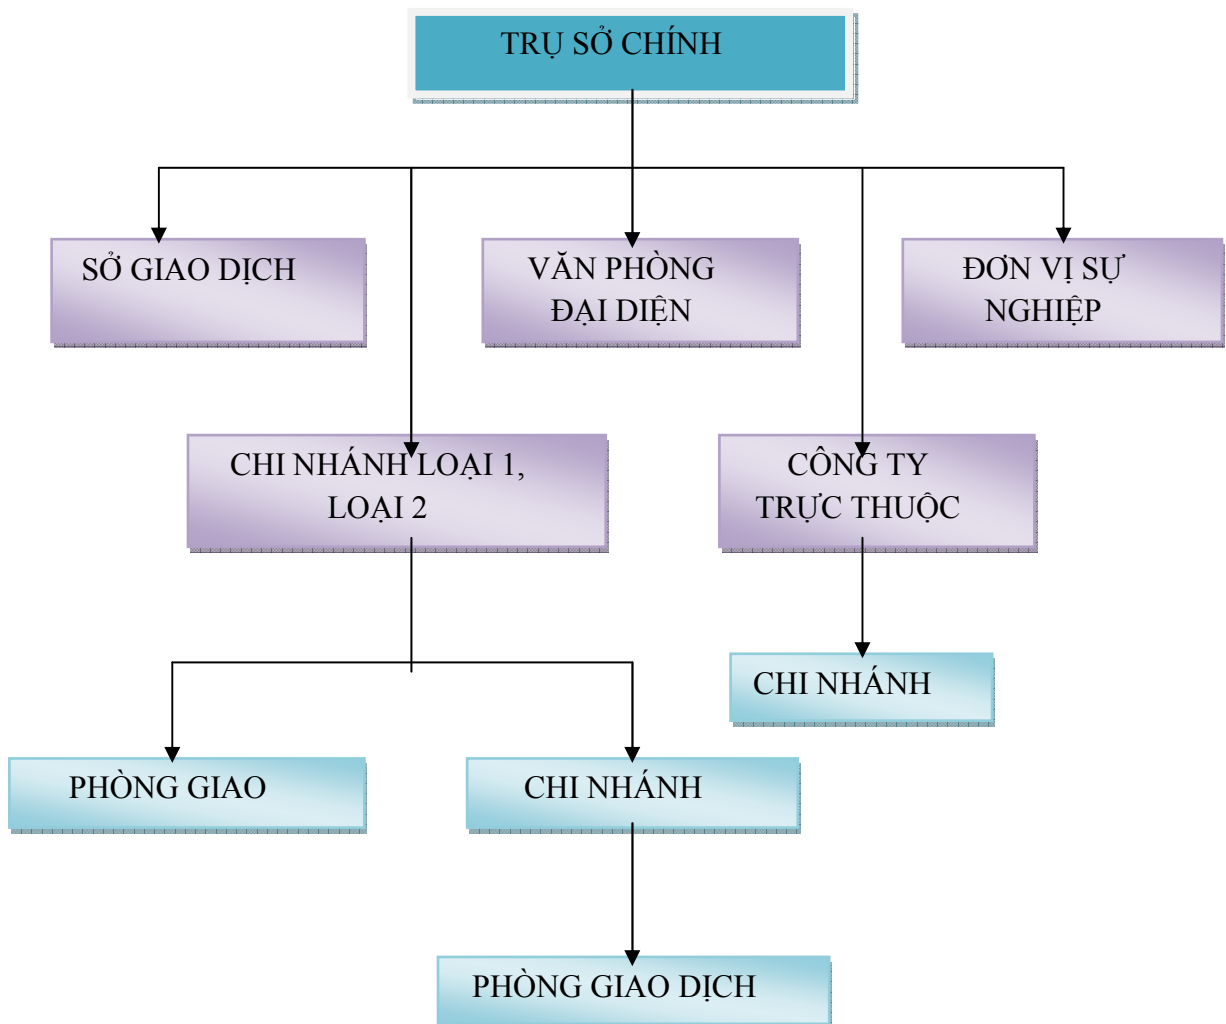 TRỤ SỞ CHÍNH
SỞ GIAO DỊCH
VĂN PHÒNG
ĐẠI DIỆN
ĐƠN VỊ SỰ
NGHIỆP
CHI NHÁNH LOẠI 1,
LOẠI 2
CÔNG TY
TRỰC THUỘC
CHI NHÁNH
PHÒNG GIAO
CHI NHÁNH
PHÒNG GIAO DỊCH